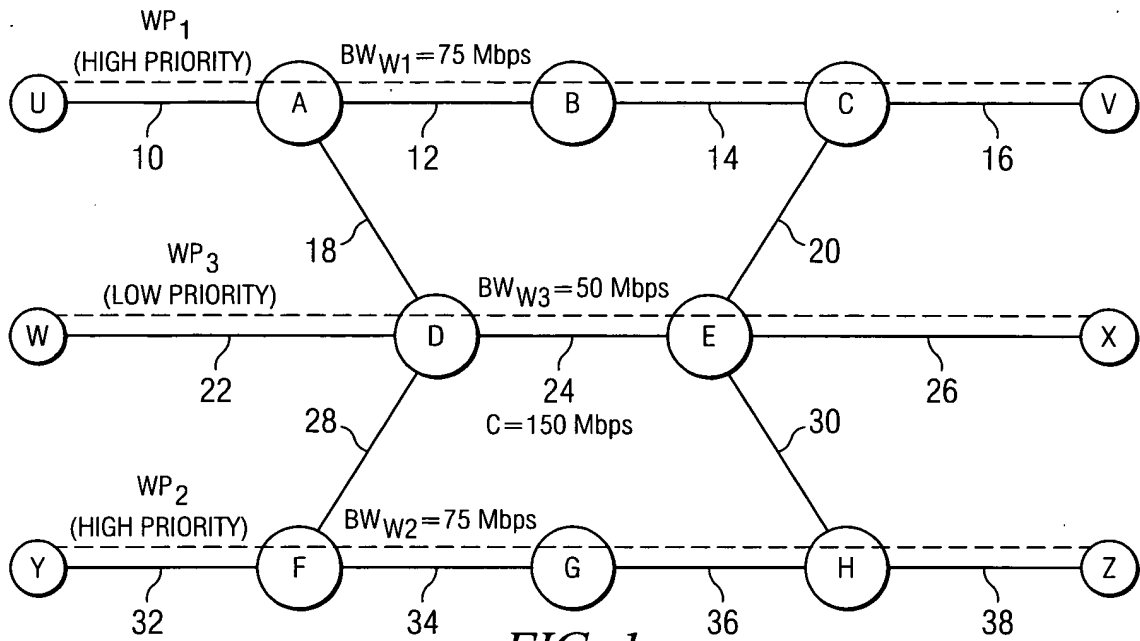 WP1
(HIGH PRIORITY)
BWW1=75 Mbps
U
A
B
C
V
10
12
14
16
18
20
WP3
(LOW PRIORITY)
BWW3=50 Mbps
W
D
E
X
22
24
26
C=150 Mbps
28
30
WP2
(HIGH PRIORITY)
BWW2=75 Mbps
Y
F
G
H
Z
32
34
36
38
FIG. 1